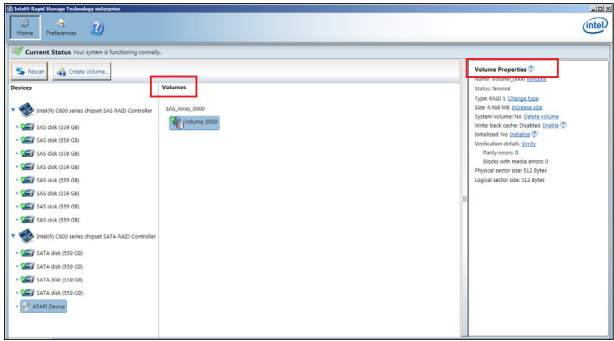 Intel® Rapid Storage Technology enterprise
Home
Preferences
intel
Current Status Your system is functioning normally.
Rescan
Create Volume...
Devices
Intel(R) C600 series chipset SAS RAID Controller
SAS disk (559 GB)
SAS disk (559 GB)
SAS disk (559 GB)
SAS disk (559 GB)
SAS disk (559 GB)
SAS disk (559 GB)
SAS disk (559 GB)
SAS disk (559 GB)
Intel(R) C600 series chipset SATA RAID Controller
SATA disk (559 GB)
SATA disk (559 GB)
SATA disk (559 GB)
SATA disk (559 GB)
ATAPI Device
Volumes
SAS_Array_0000
Volume_0000
Volume Properties ?
Name: Volume_0000 Rename
Status: Normal
Type: RAID 1 Change type
Size: 4,468 MB Increase size
System volume: No Delete volume
Write-back cache: Disabled Enable ?
Initialized: No Initialize ?
Verification details Verify
Parity errors: 0
Blocks with media errors: 0
Physical sector size: 512 Bytes
Logical sector size: 512 Bytes